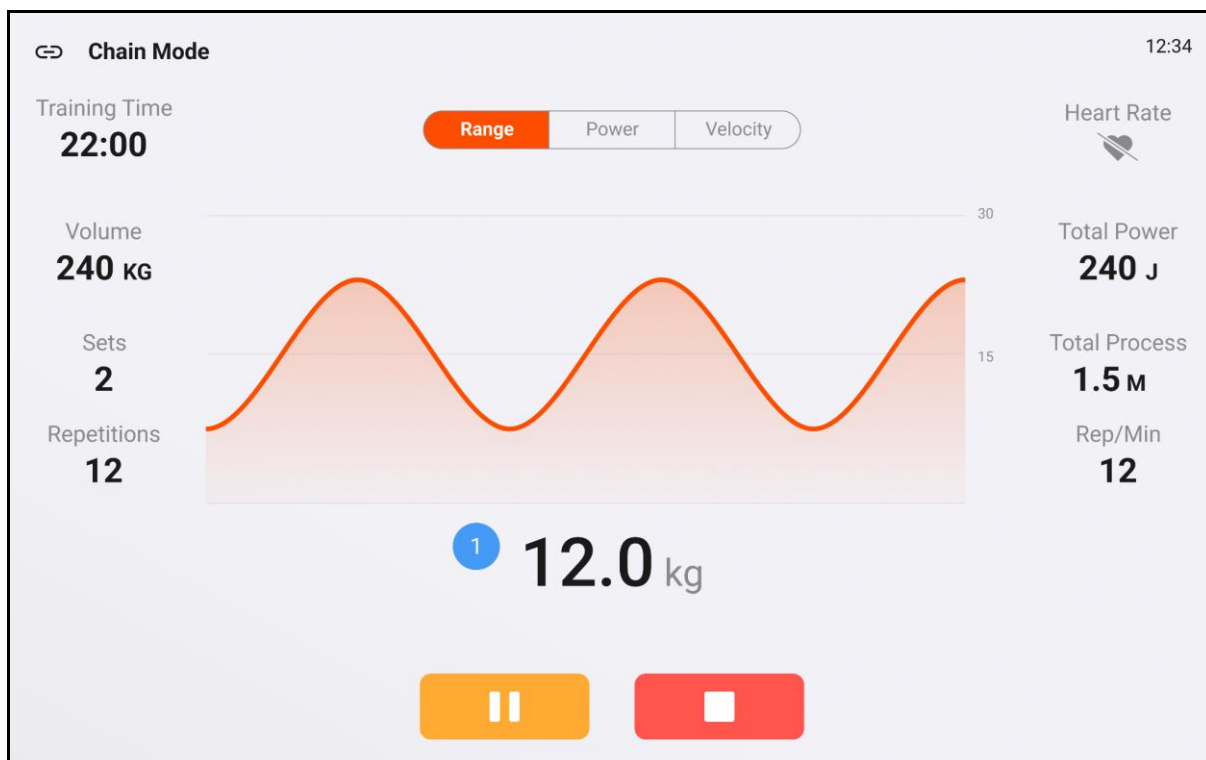 Chain Mode
12:34
Training Time
22:00
Range
Power
Velocity
Heart Rate
Volume
240 KG
30
Total Power
240 J
Sets
2
15
Total Process
1.5 M
Repetitions
12
Rep/Min
12
1
12.0 kg